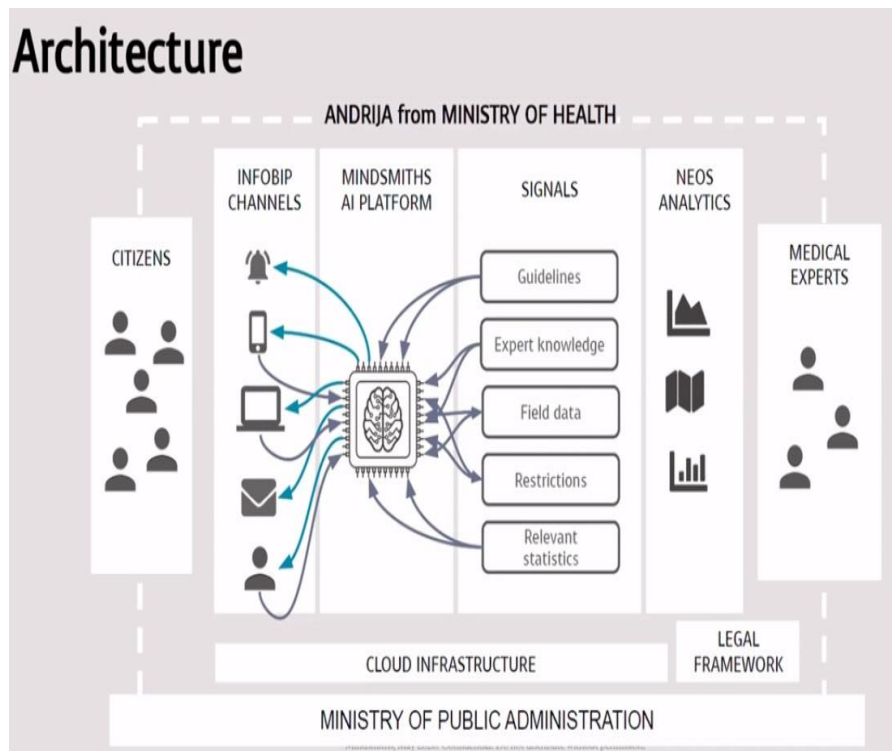 Architecture
ANDRIJA from MINISTRY OF HEALTH
CITIZENS
INFOBIP
CHANNELS
MINDSMITHS
AI PLATFORM
SIGNALS
Guidelines
Expert knowledge
Field data
Restrictions
Relevant
statistics
NEOS
ANALYTICS
MEDICAL
EXPERTS
CLOUD INFRASTRUCTURE
LEGAL
FRAMEWORK
MINISTRY OF PUBLIC ADMINISTRATION